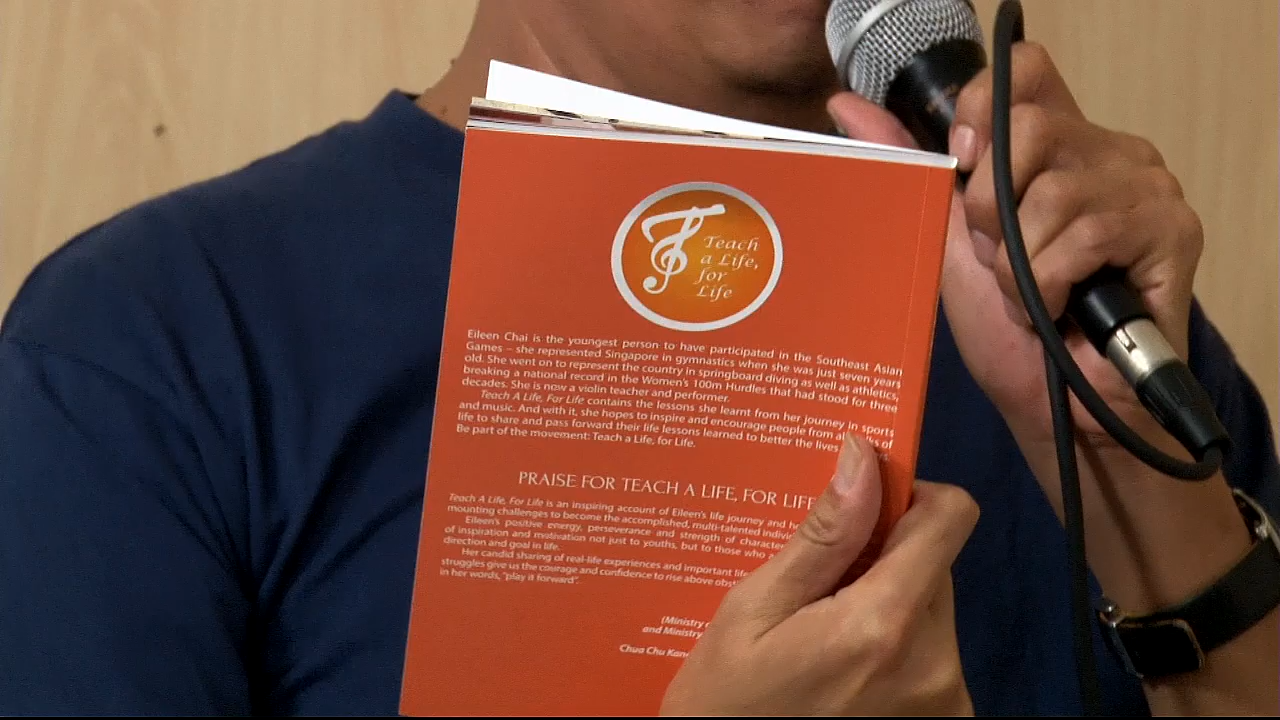 Teach
a Life,
for
Life
Eileen Chai is the youngest person to have participated in the Southeast Asian
Games – she represented Singapore in gymnastics when she was just seven years
old. She went on to represent the country in springboard diving as well as athletics,
breaking a national record in the Women's 100m Hurdles that had stood for three
decades. She is now a violin teacher and performer.
Teach A Life, For Life contains the lessons she learnt from her journey in sports
and music. And with it, she hopes to inspire and encourage people from all of
life to share and pass forward their life lessons learned to better the lives
Be part of the movement: Teach a Life, for Life.
PRAISE FOR TEACH A LIFE, FOR LIFE
Teach A Life, For Life is an inspiring account of Eileen's life journey and
mounting challenges to become the accomplished, multi-talented
Eileen's positive energy, perseverance and strength of
of inspiration and motivation not just to youths, but to those who
direction and goal in life.
Her candid sharing of real-life experiences and important
struggles give us the courage and confidence to rise above
in her words, "play it forward".
(Ministry
and Ministry
Chua Chu